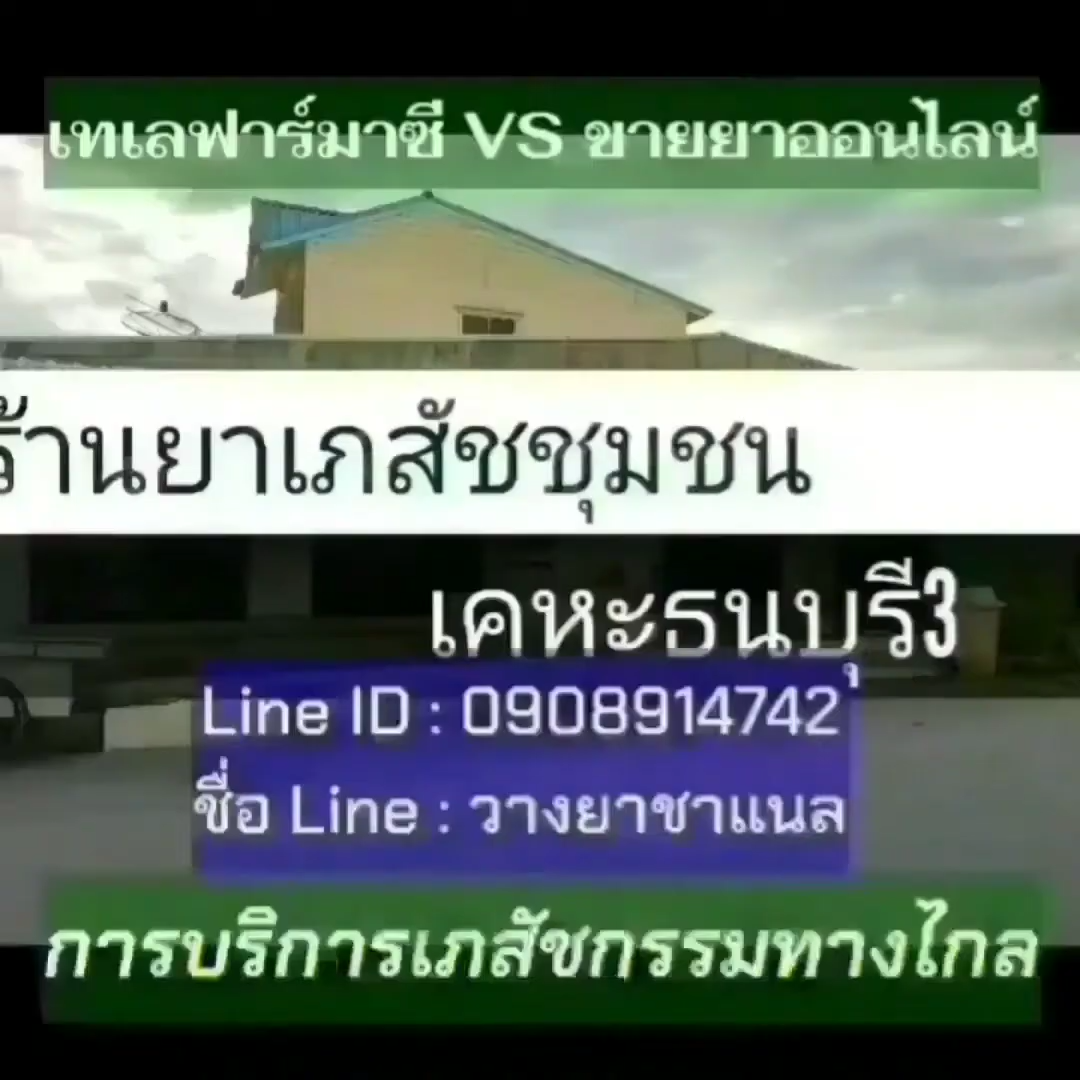 เทเลฟาร์มาซี VS ขายยาออนไลน์
ร้านยาเภสัชชุมชน
เคหะธนบุรี3
Line ID : 0908914742
ชื่อ Line : วางยาชาแนล
การบริการเภสัชกรรมทางไกล